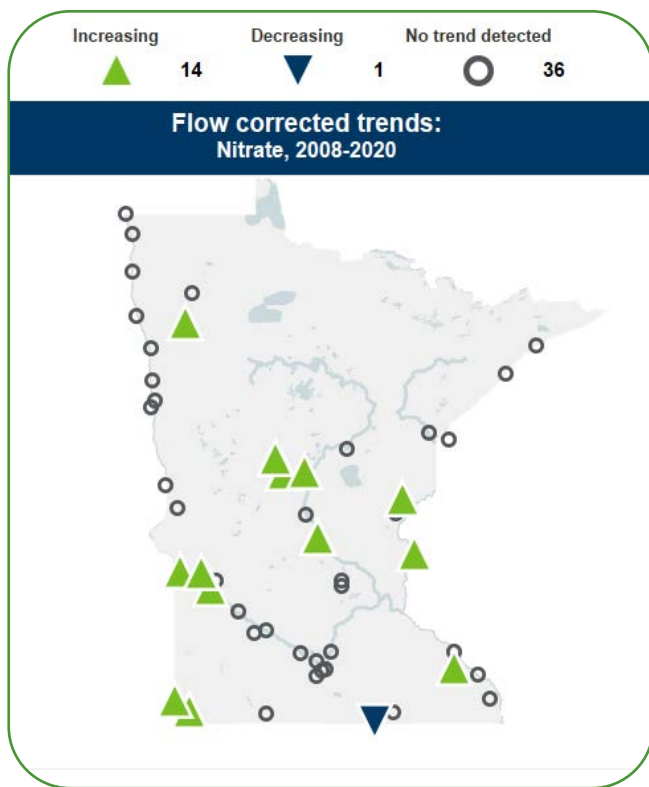 Increasing Decreasing No trend detected
14 1 36
Flow corrected trends:
Nitrate, 2008-2020